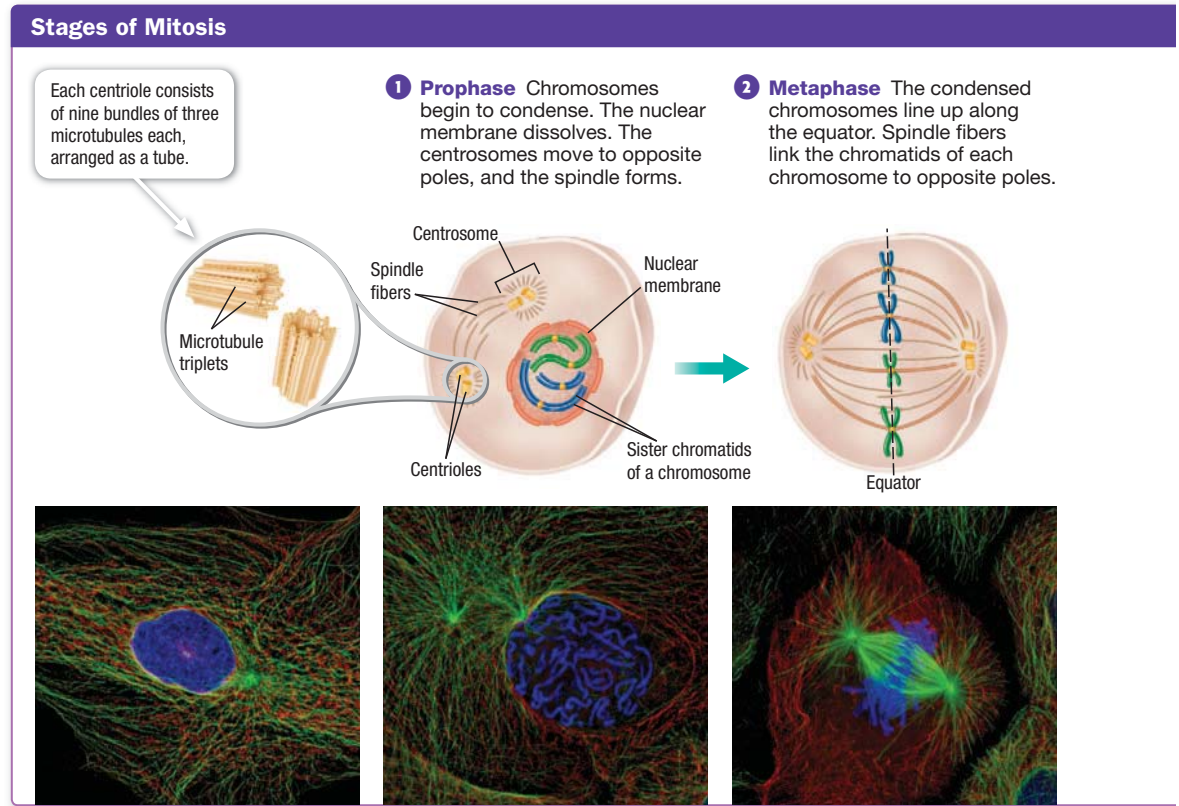 Stages of Mitosis
Each centriole consists
of nine bundles of three
microtubules each,
arranged as a tube.
1 Prophase Chromosomes
begin to condense. The nuclear
membrane dissolves. The
centrosomes move to opposite
poles, and the spindle forms.
2 Metaphase The condensed
chromosomes line up along
the equator. Spindle fibers
link the chromatids of each
chromosome to opposite poles.
Centrosome
Spindle
fibers
Nuclear
membrane
Microtubule
triplets
Centrioles
Sister chromatids
of a chromosome
Equator